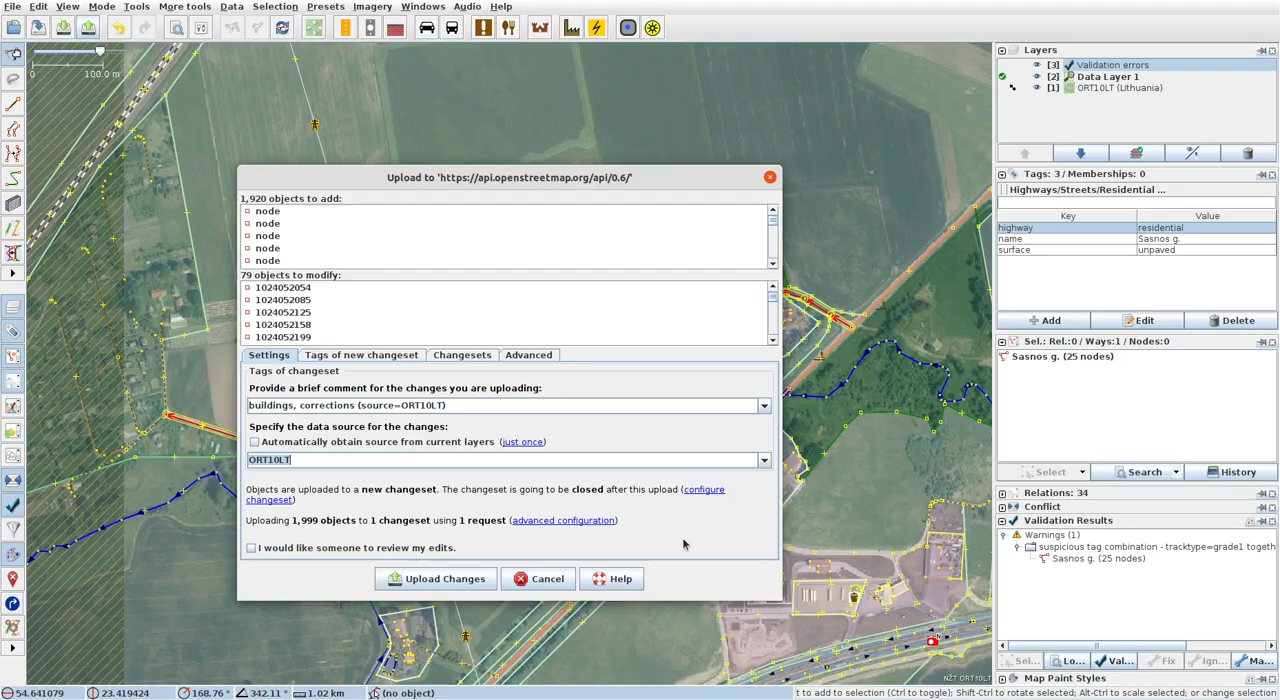 File Edit View Mode Tools More tools Data Selection Presets Imagery Windows Audio Help
0 100.0 m
Upload to 'https://api.openstreetmap.org/api/0.6/'
1,920 objects to add:
node
node
node
node
node
79 objects to modify:
1024052054
1024052085
1024052125
1024052158
1024052199
Settings Tags of new changeset Changesets Advanced
Tags of changeset
Provide a brief comment for the changes you are uploading:
buildings, corrections (source=ORT10LT)
Specify the data source for the changes:
Automatically obtain source from current layers (just once)
ORT10LT
Objects are uploaded to a new changeset. The changeset is going to be closed after this upload (configure
changeset)
Uploading 1,999 objects to 1 changeset using 1 request (advanced configuration)
I would like someone to review my edits.
Upload Changes Cancel Help
Layers
[3] Validation errors
[2] Data Layer 1
[1] ORT10LT (Lithuania)
Tags: 3 / Memberships: 0
Highways/Streets/Residential ...
Key Value
highway residential
name Sasnos g.
surface unpaved
Add Edit Delete
Sel.: Rel.:0 / Ways:1 / Nodes:0
Sasnos g. (25 nodes)
Select Search History
Relations: 34
Conflict
Validation Results
Warnings (1)
suspicious tag combination - tracktype=grade1 togeth
Sasnos g. (25 nodes)
Sel... Lo... Val... Fix Ign... Ma...
Map Paint Styles
NŽT ORT10LT
54.641079 23.419424 168.76 ° 342.11 ° 1.02 km (no object) t to add to selection (Ctrl to toggle); Shift-Ctrl to rotate selected; Alt-Ctrl to scale selected; or change selection